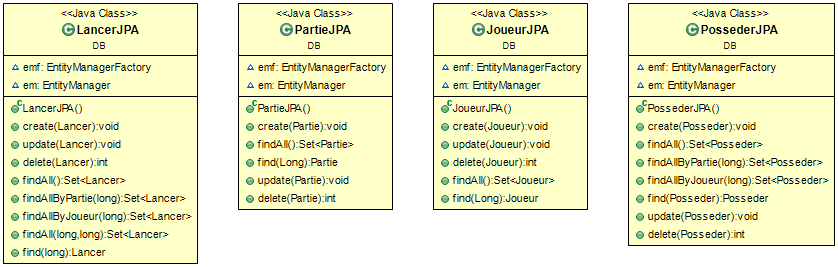 <<Java Class>>
LancerJPA
DB
emf: EntityManagerFactory
em: EntityManager
LancerJPA()
create(Lancer):void
update(Lancer):void
delete(Lancer):int
findAll():Set<Lancer>
findAllByPartie(long):Set<Lancer>
findAllByJoueur(long):Set<Lancer>
findAll(long,long):Set<Lancer>
find(long):Lancer
<<Java Class>>
PartieJPA
DB
emf: EntityManagerFactory
em: EntityManager
PartieJPA()
create(Partie):void
findAll():Set<Partie>
find(Long):Partie
update(Partie):void
delete(Partie):int
<<Java Class>>
JoueurJPA
DB
emf: EntityManagerFactory
em: EntityManager
JoueurJPA()
create(Joueur):void
update(Joueur):void
delete(Joueur):int
findAll():Set<Joueur>
find(Long):Joueur
<<Java Class>>
PossederJPA
DB
emf: EntityManagerFactory
em: EntityManager
PossederJPA()
create(Posseder):void
findAll():Set<Posseder>
findAllByPartie(long):Set<Posseder>
findAllByJoueur(long):Set<Posseder>
find(Posseder):Posseder
update(Posseder):void
delete(Posseder):int